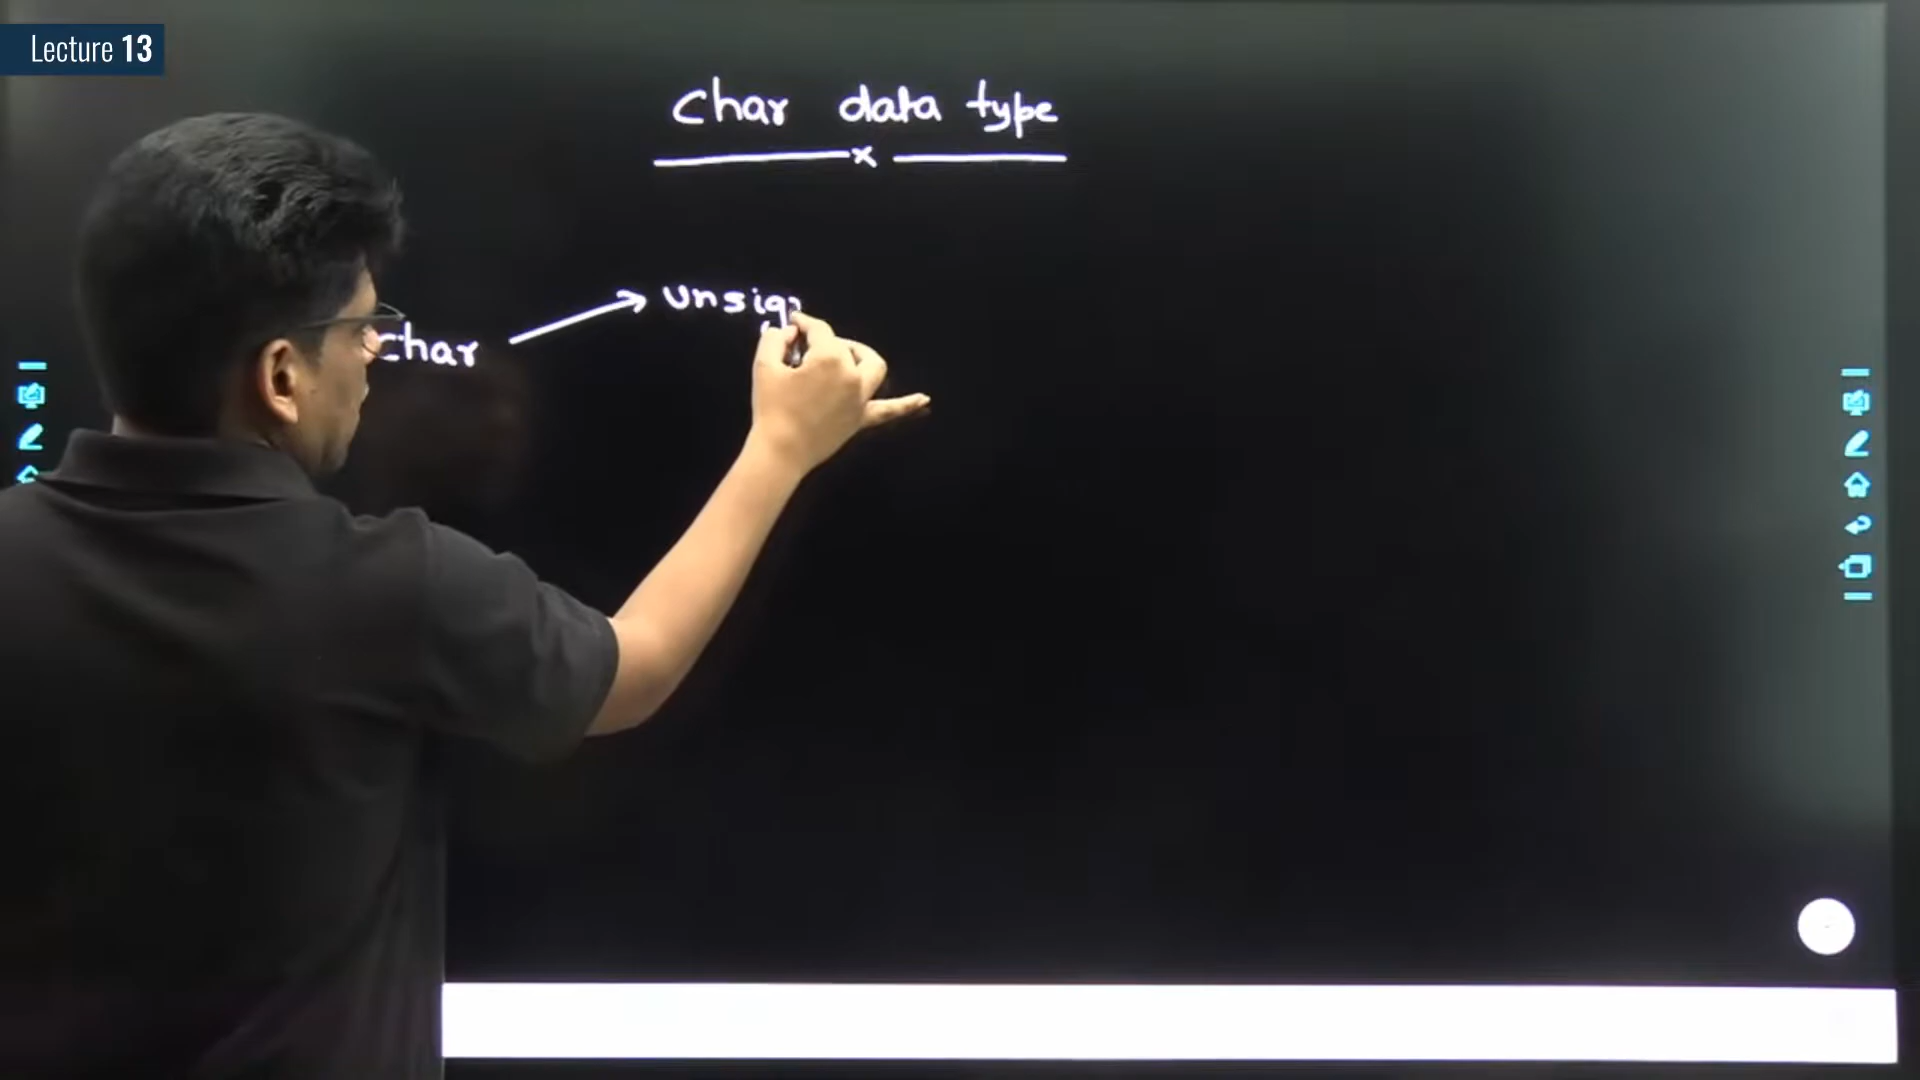 Lecture 13
Char data type
x
Char → Unsig